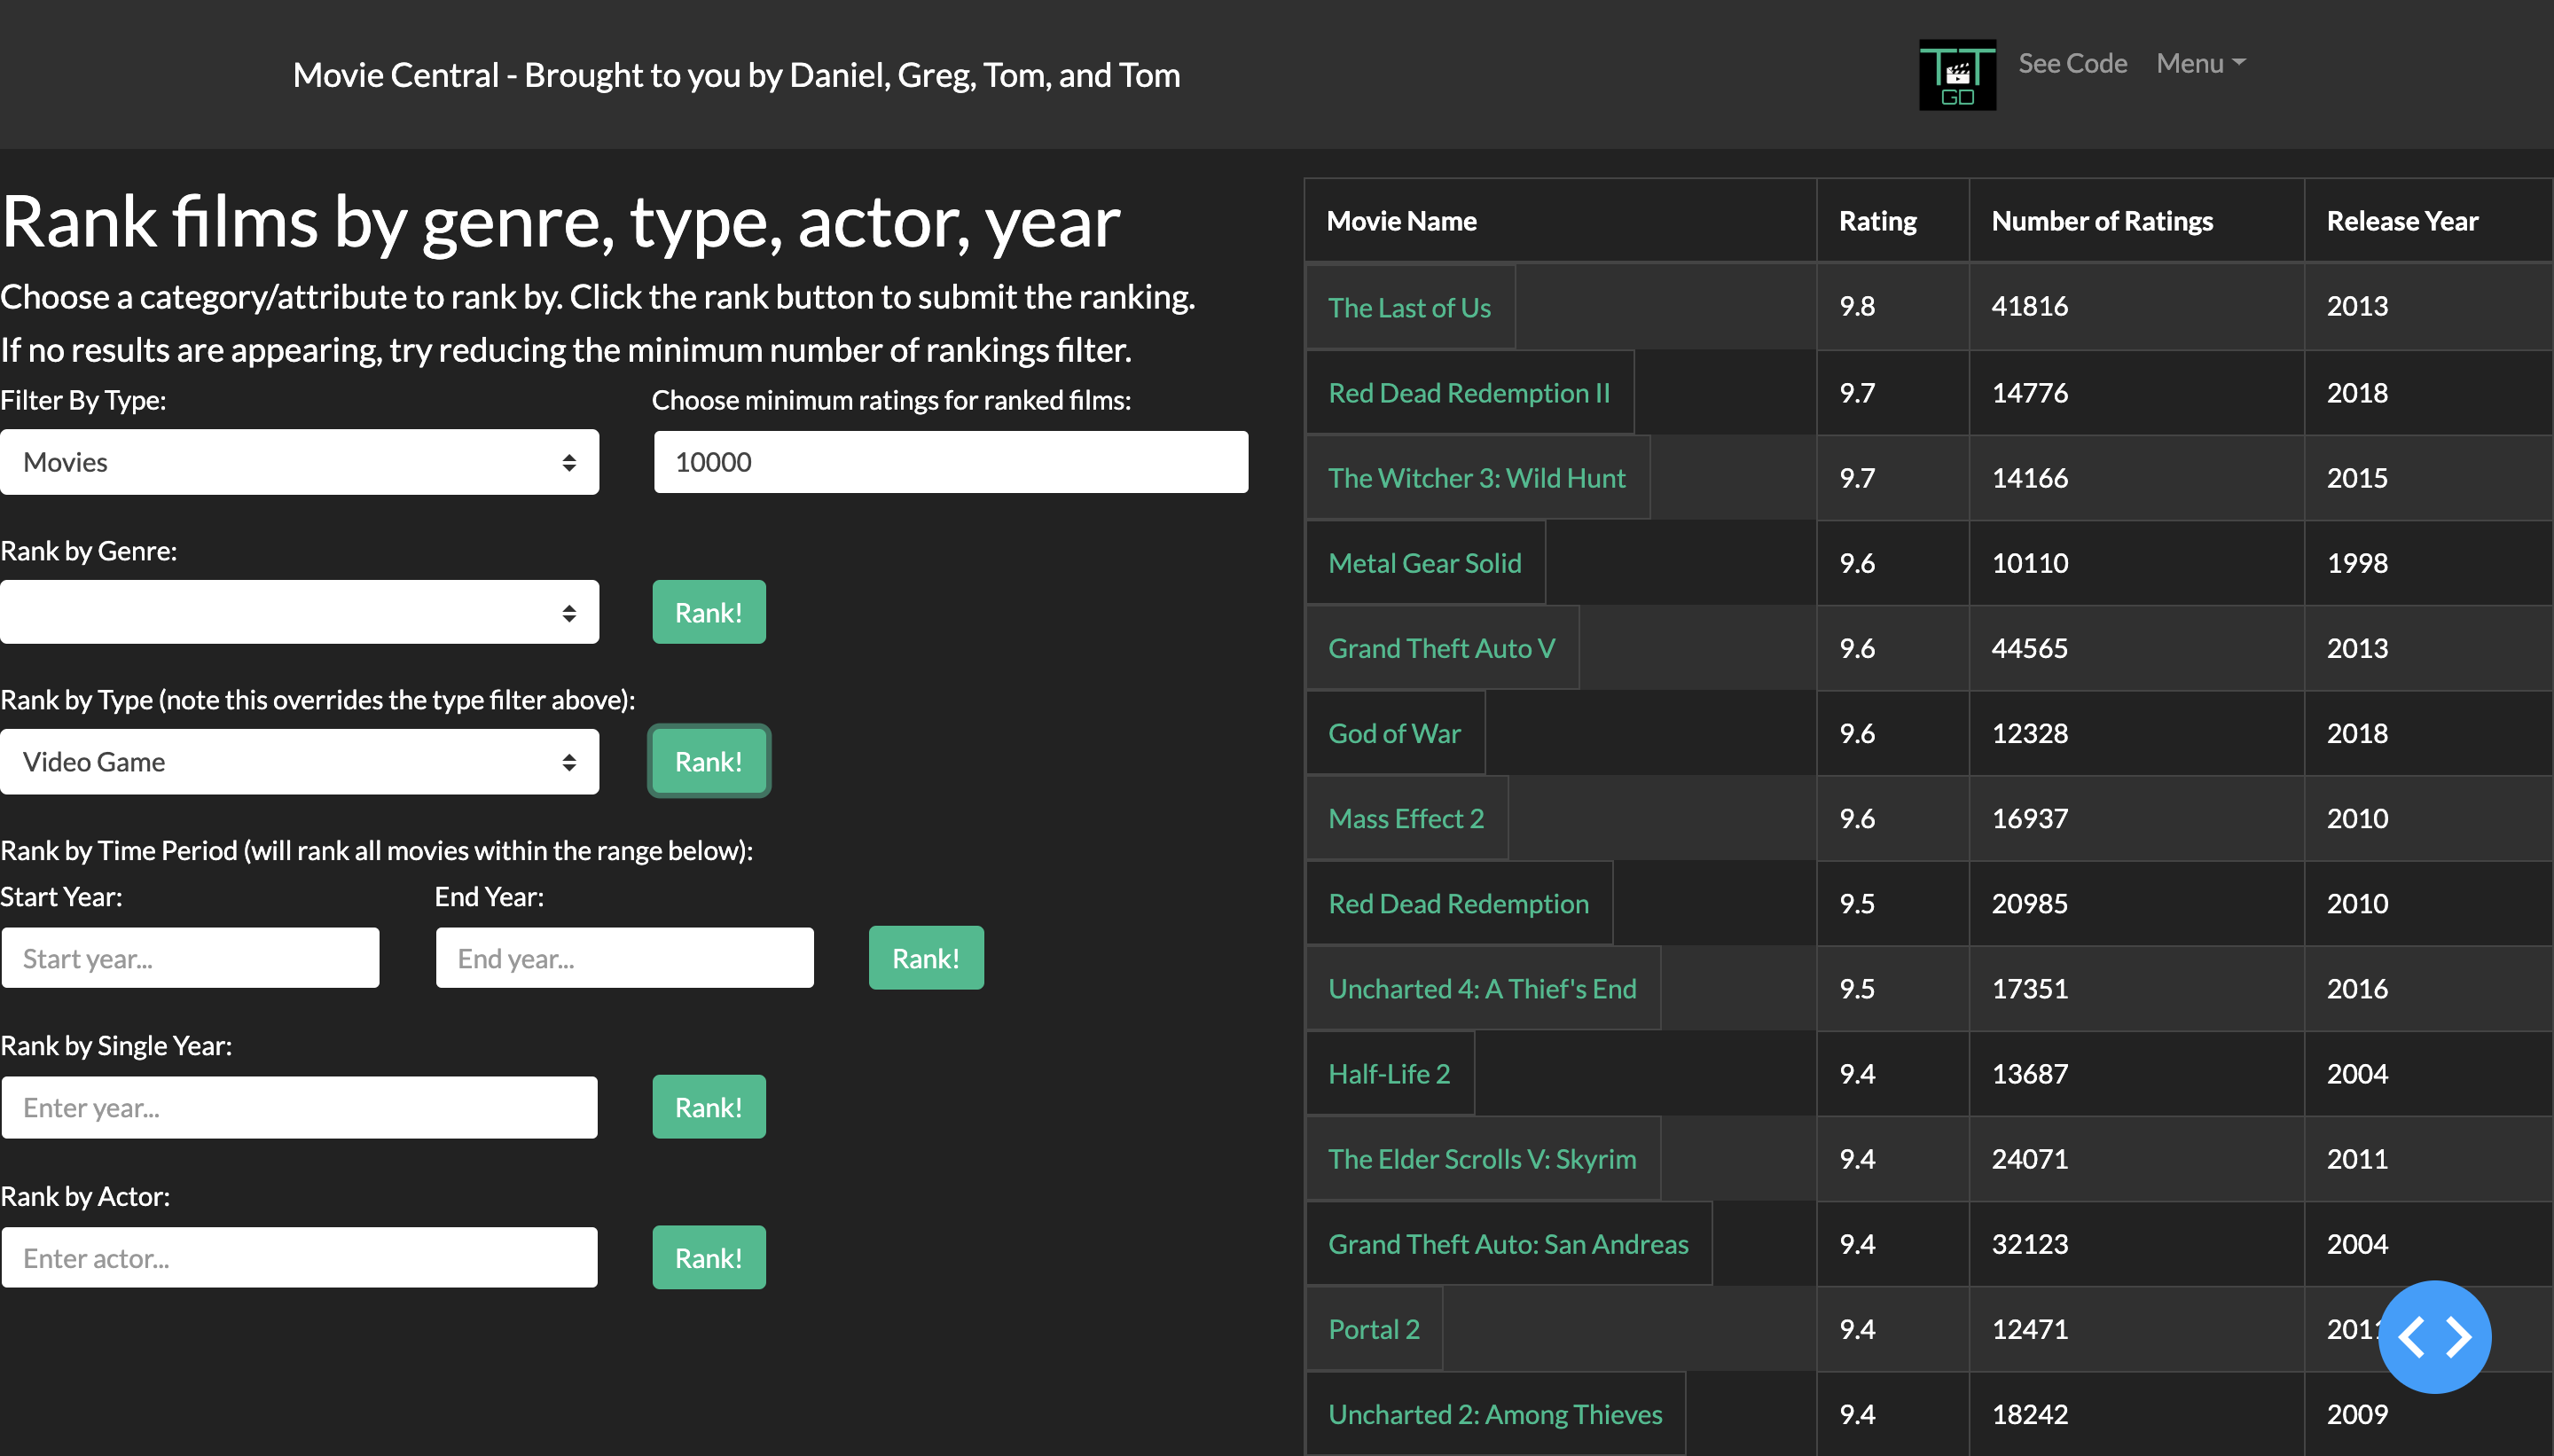 Movie Central - Brought to you by Daniel, Greg, Tom, and Tom
TT
GD
See Code
Menu
Rank films by genre, type, actor, year
Choose a category/attribute to rank by. Click the rank button to submit the ranking.
If no results are appearing, try reducing the minimum number of rankings filter.
Filter By Type:
Choose minimum ratings for ranked films:
Movies
10000
Rank by Genre:
Rank!
Rank by Type (note this overrides the type filter above):
Video Game
Rank!
Rank by Time Period (will rank all movies within the range below):
Start Year:
End Year:
Start year...
End year...
Rank!
Rank by Single Year:
Enter year...
Rank!
Rank by Actor:
Enter actor...
Rank!
Movie Name Rating Number of Ratings Release Year
The Last of Us 9.8 41816 2013
Red Dead Redemption II 9.7 14776 2018
The Witcher 3: Wild Hunt 9.7 14166 2015
Metal Gear Solid 9.6 10110 1998
Grand Theft Auto V 9.6 44565 2013
God of War 9.6 12328 2018
Mass Effect 2 9.6 16937 2010
Red Dead Redemption 9.5 20985 2010
Uncharted 4: A Thief's End 9.5 17351 2016
Half-Life 2 9.4 13687 2004
The Elder Scrolls V: Skyrim 9.4 24071 2011
Grand Theft Auto: San Andreas 9.4 32123 2004
Portal 2 9.4 12471 2011
Uncharted 2: Among Thieves 9.4 18242 2009